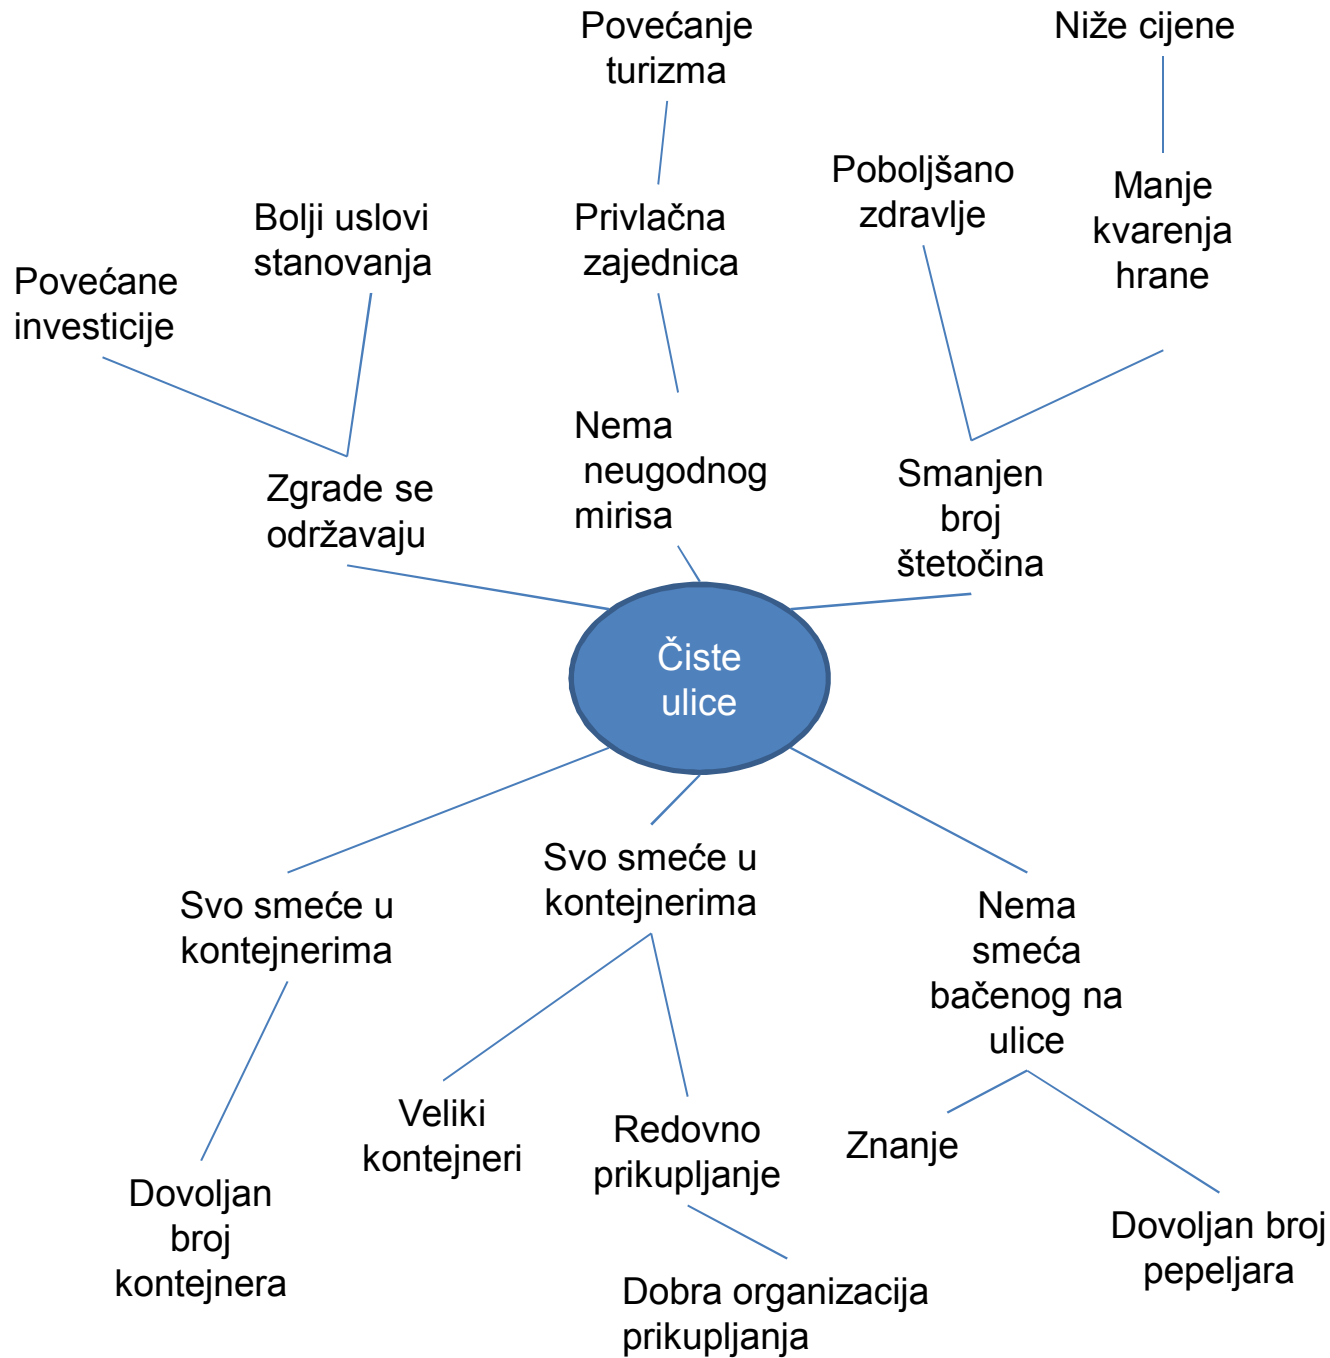 Povećanje
turizma
Niže cijene
Poboljšano
zdravlje
Manje
kvarenja
hrane
Bolji uslovi
stanovanja
Privlačna
zajednica
Povećane
investicije
Nema
neugodnog
mirisa
Zgrade se
održavaju
Smanjen
broj
štetočina
Čiste
ulice
Svo smeće u
kontejnerima
Svo smeće u
kontejnerima
Nema
smeća
bačenog na
ulice
Veliki
kontejneri
Redovno
prikupljanje
Znanje
Dovoljan
broj
kontejnera
Dovoljan broj
pepeljara
Dobra organizacija
prikupljanja